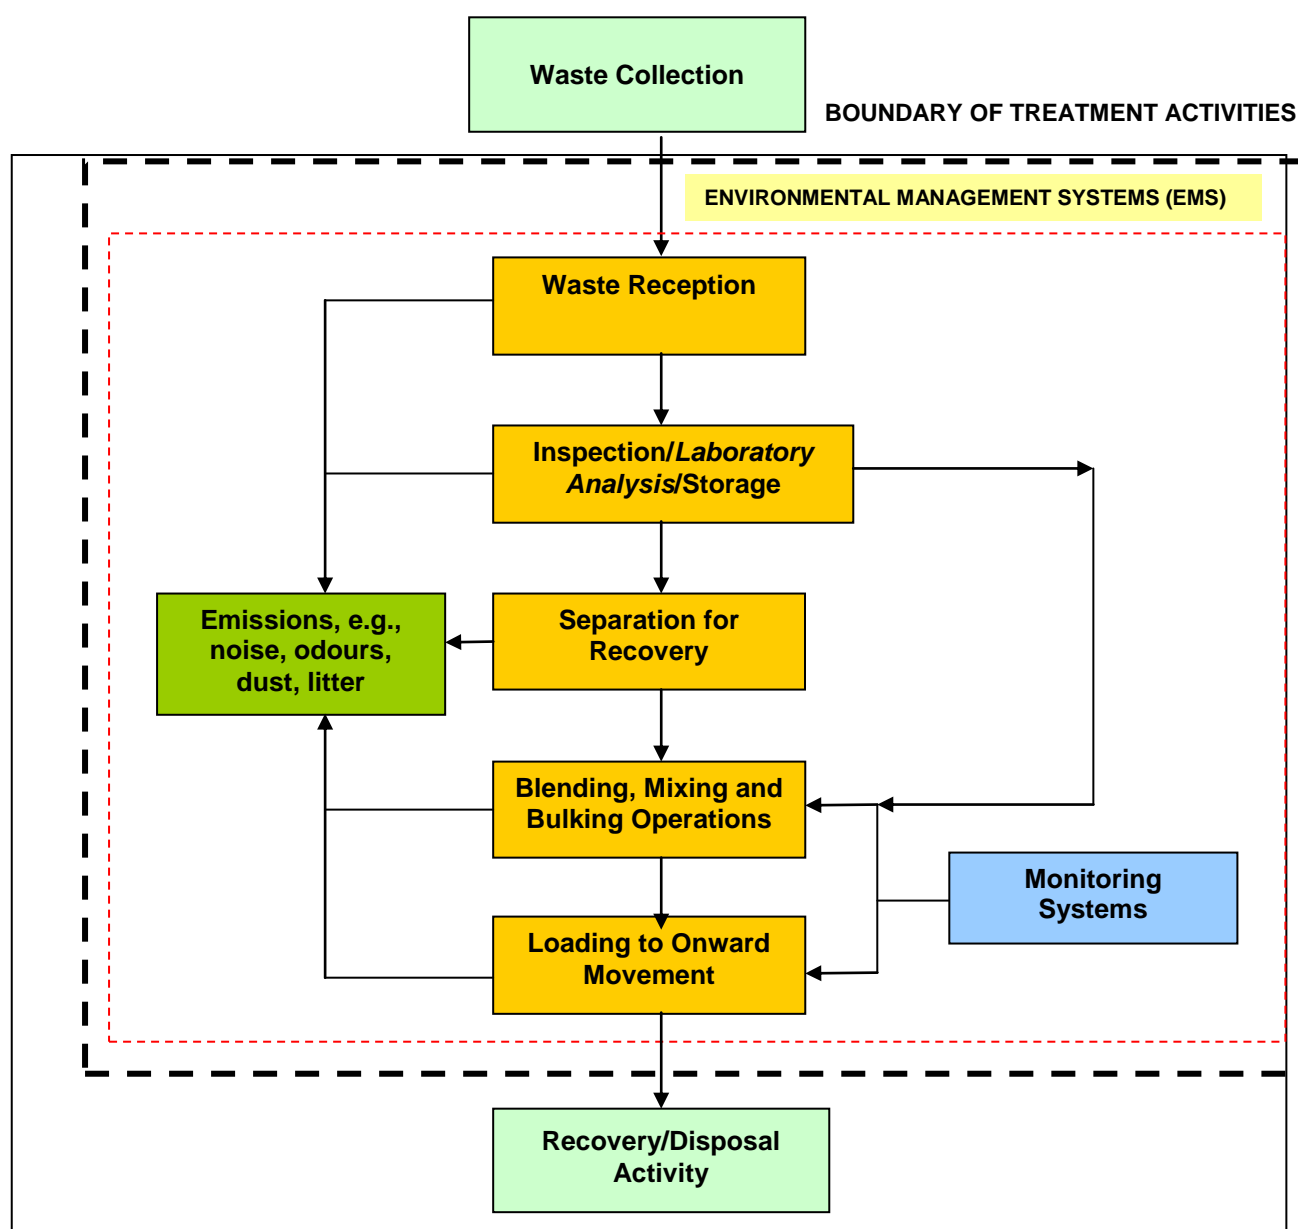 Waste Collection
BOUNDARY OF TREATMENT ACTIVITIES
ENVIRONMENTAL MANAGEMENT SYSTEMS (EMS)
Waste Reception
Inspection/Laboratory
Analysis/Storage
Emissions, e.g.,
noise, odours,
dust, litter
Separation for
Recovery
Blending, Mixing and
Bulking Operations
Monitoring
Systems
Loading to Onward
Movement
Recovery/Disposal
Activity